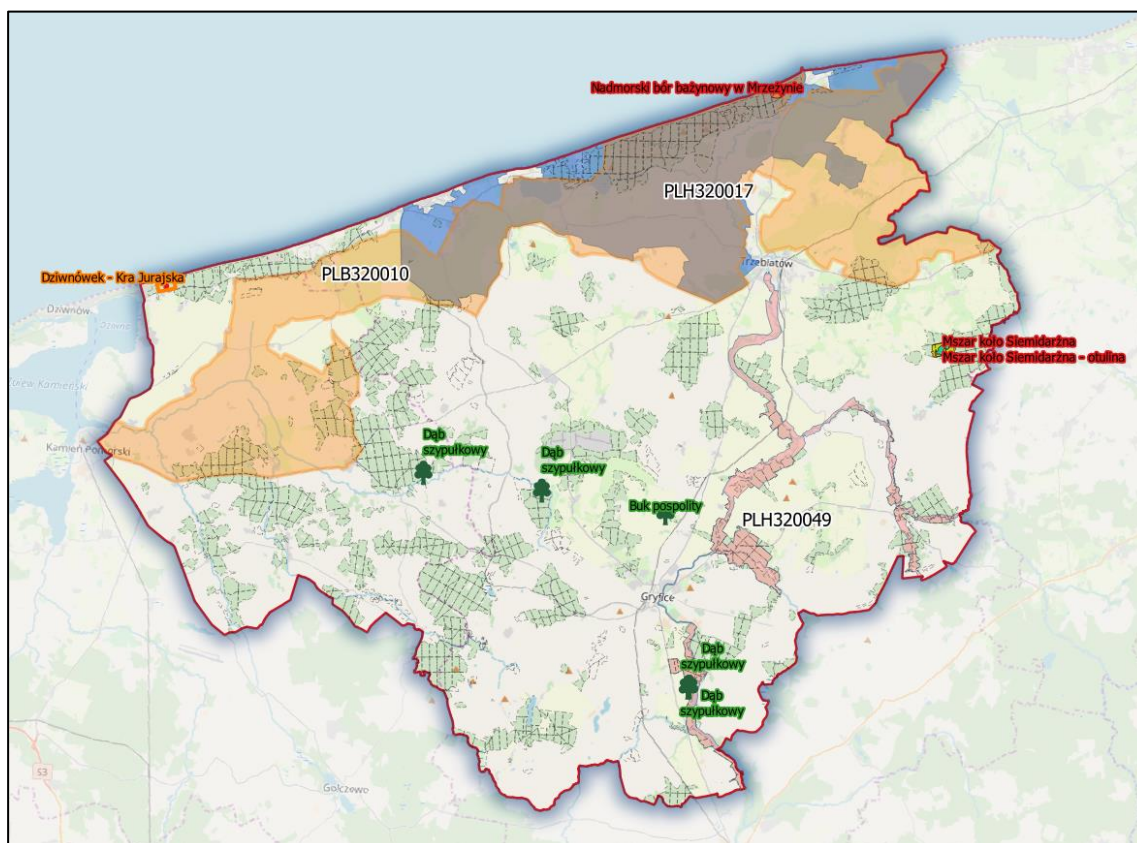 Nadmorski bór bażynowy w Mrzeżynie
PLH320017
Trzebiatów
PLB320010
Dziwnówek - Kra Jurajska
Dziwnów
Mszar koło Siemidarżna
Mszar koło Siemidarżna - otulina
Kamień Pomorski
Dąb
szypułkowy
Dąb
szypułkowy
Buk pospolity
PLH320049
Gryfice
Dąb
szypułkowy
Dąb
szypułkowy
S3
Golczewo